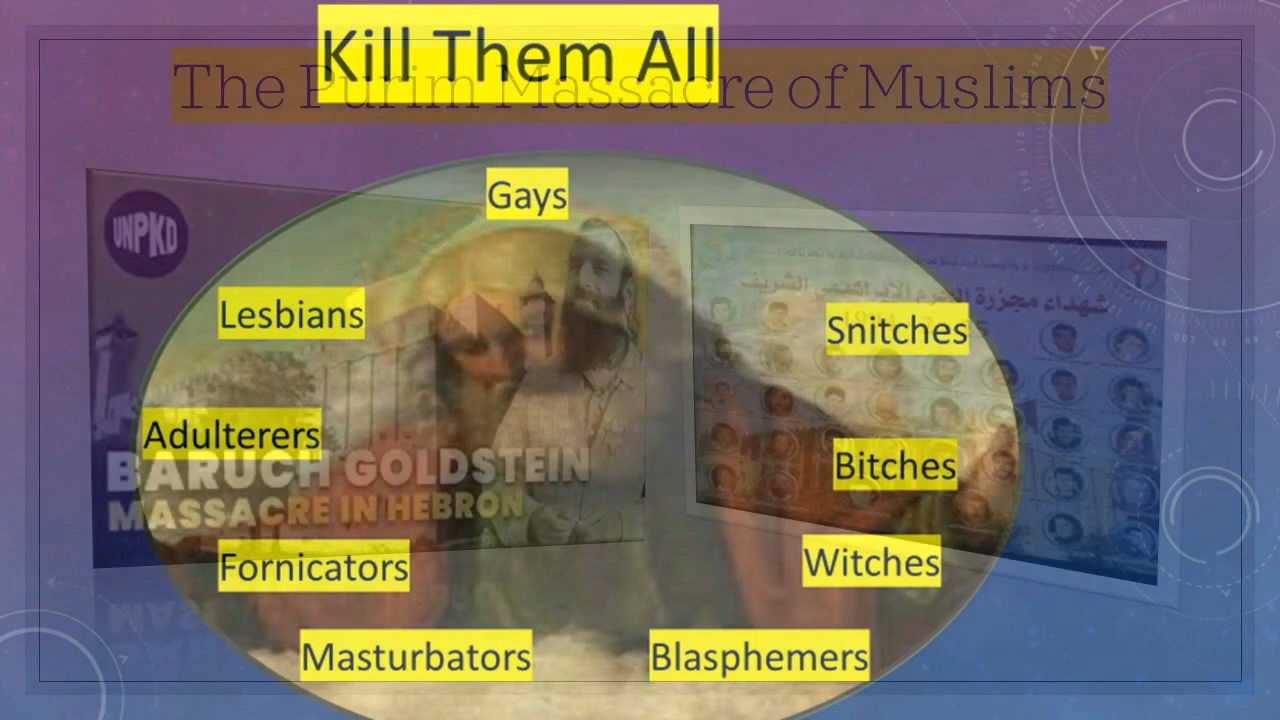 Kill Them All
The Purim Massacre of Muslims
Gays
UNPKD
Lesbians
Snitches
شهداء مجزرة الحرم الابراهيمي الشريف
Adulterers
BARUCH GOLDSTEIN
Bitches
MASSACRE IN HEBRON
Fornicators
Witches
Masturbators
Blasphemers